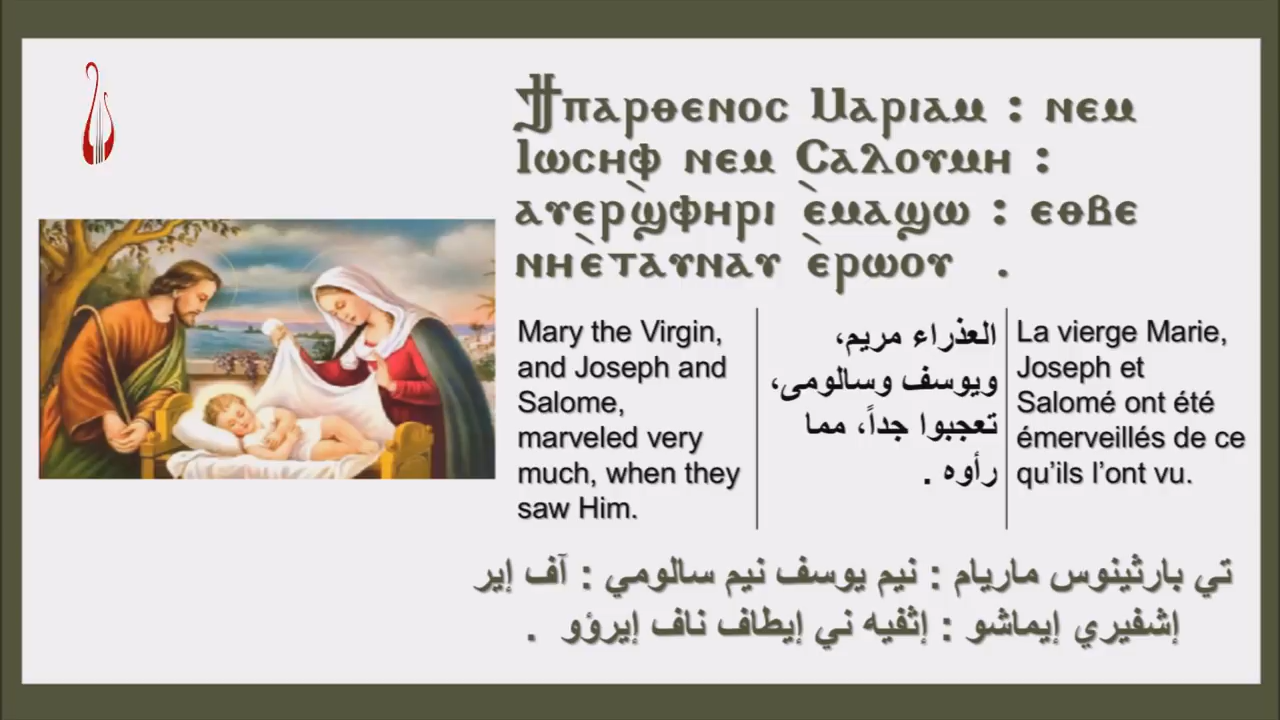 Ϯⲡⲁⲣⲑⲉⲛⲟⲥ Ⲙⲁⲣⲓⲁⲙ : ⲛⲉⲙ
Ⲓⲱⲥⲏⲫ ⲛⲉⲙ Ⲥⲁⲗⲟⲩⲙⲏ :
ⲁⲩⲉⲣϣ̀ⲫⲏⲣⲓ ⲉ̀ⲙⲁϣⲱ : ⲉⲑⲃⲉ
ⲛⲏⲉ̀ⲧⲁⲩⲛⲁⲩ ⲉ̀ⲣⲱⲟⲩ .
Mary the Virgin,
and Joseph and
Salome,
marveled very
much, when they
saw Him.
العذراء مريم،
ويوسف وسالومى،
تعجبوا جداً، مما
رأوه .
La vierge Marie,
Joseph et
Salomé ont été
émerveillés de ce
qu’ils l’ont vu.
تي بارثينوس ماريام : نيم يوسف نيم سالومي : آف إير
إشفيري إيماشو : إثفيه ني إيطاف ناف إيرؤو .